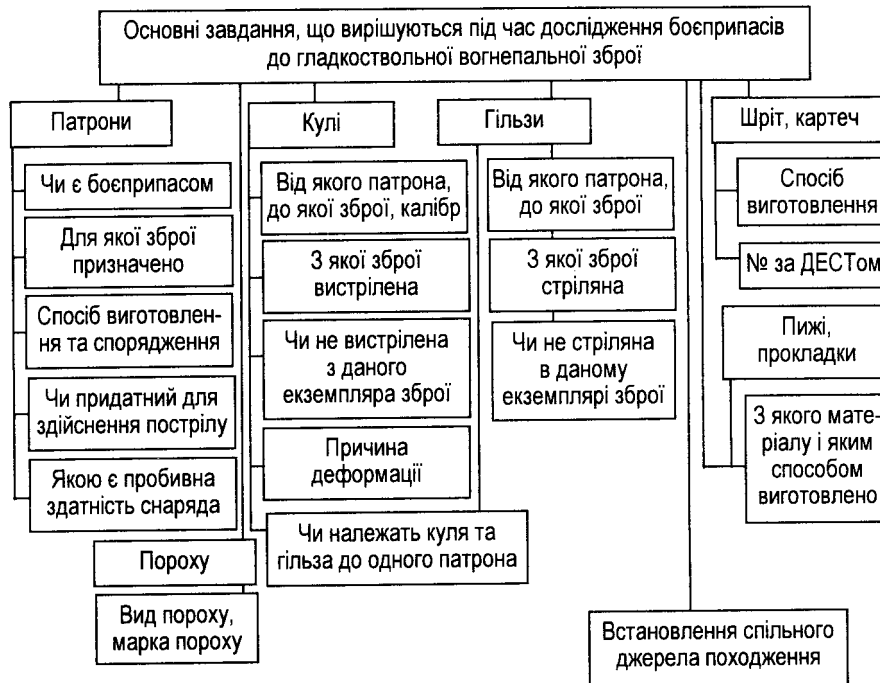 Основні завдання, що вирішуються під час дослідження боєприпасів
до гладкоствольної вогнепальної зброї
Патрони
Чи є боєприпасом
Для якої зброї
призначено
Спосіб виготовлен-
ня та спорядження
Чи придатний для
здійснення пострілу
Якою є пробивна
здатність снаряда
Пороху
Вид пороху,
марка пороху
Кулі
Від якого патрона,
до якої зброї, калібр
З якої зброї
вистрілена
Чи не вистрілена
з даного
екземпляра зброї
Причина
деформації
Чи належать куля та
гільза до одного патрона
Гільзи
Від якого патрона,
до якої зброї
З якої зброї
стріляна
Чи не стріляна
в даному
екземплярі зброї
Шріт, картеч
Спосіб
виготовлення
№ за ДЕСТом
Пижі,
прокладки
З якого мате-
ріалу і яким
способом
виготовлено
Встановлення спільного
джерела походження